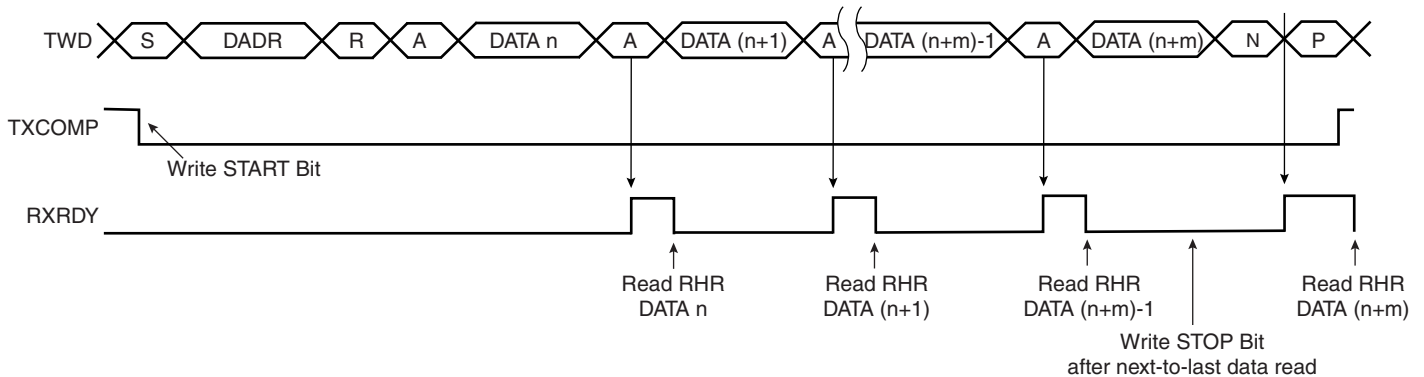 TWD S DADR R A DATA n A DATA (n+1) A DATA (n+m)-1 A DATA (n+m) N P
TXCOMP
Write START Bit
RXRDY
Read RHR
DATA n
Read RHR
DATA (n+1)
Read RHR
DATA (n+m)-1
Read RHR
DATA (n+m)
Write STOP Bit
after next-to-last data read